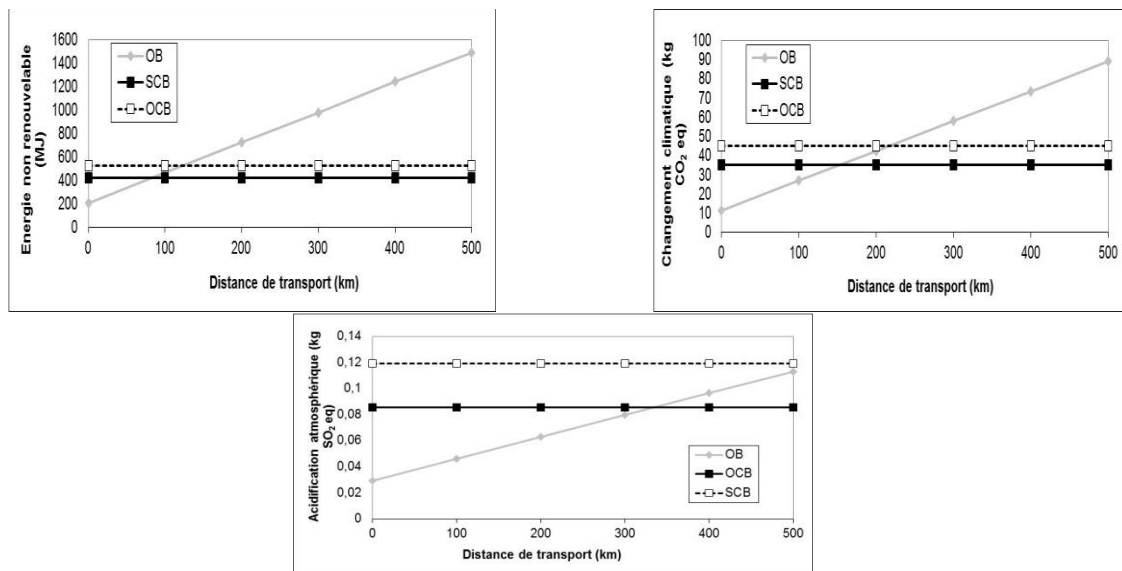 Energie non renouvelable
(MJ)
1600
1400
1200
1000
800
600
400
200
0
OB
SCB
OCB
0 100 200 300 400 500
Distance de transport (km)
Changement climatique (kg
CO₂ eq)
100
90
80
70
60
50
40
30
20
10
0
OB
SCB
OCB
0 100 200 300 400 500
Distance de transport (km)
Acidification atmosphérique (kg
SO₂ eq)
0,14
0,12
0,1
0,08
0,06
0,04
0,02
0
OB
OCB
SCB
0 100 200 300 400 500
Distance de transport (km)